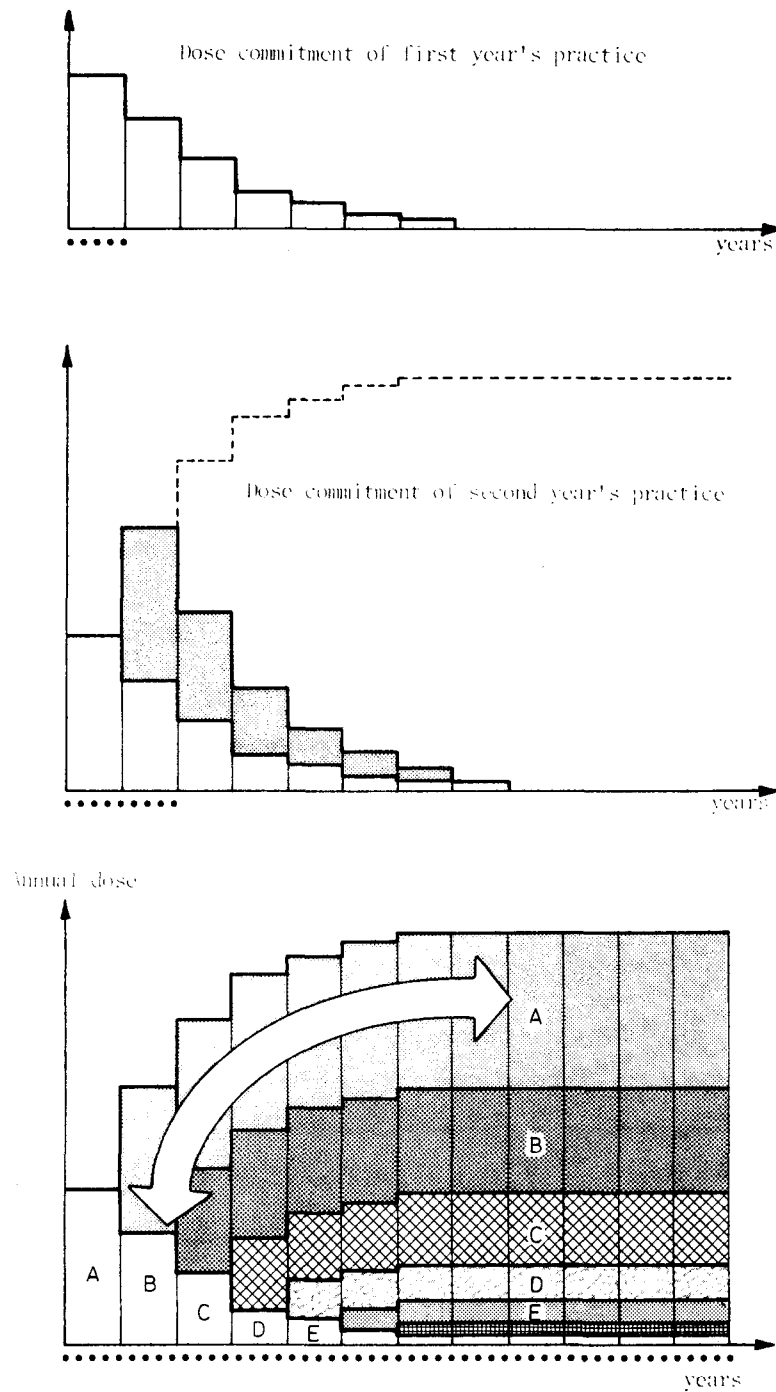 Dose commitment of first year's practice
years
Dose commitment of second year's practice
years
Annual dose
A
B
C
D
E
A
B
C
D
E
years